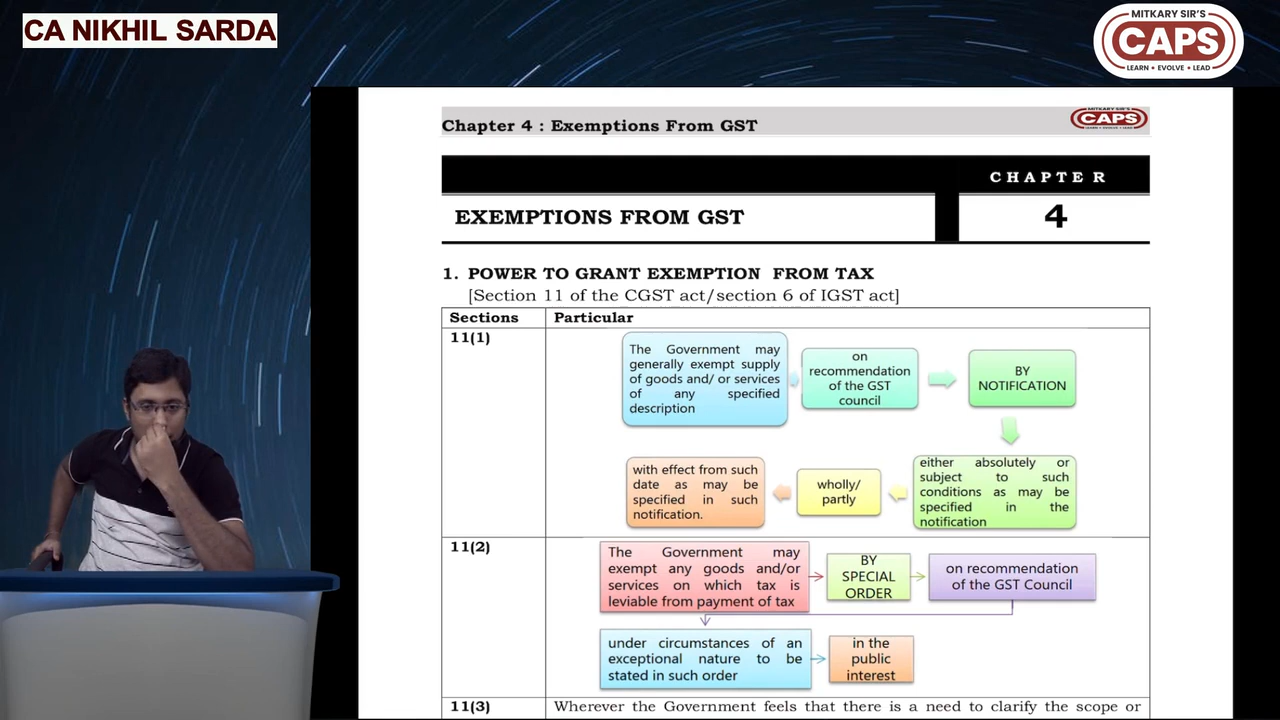 CA NIKHIL SARDA
MITKARY SIR'S
CAPS
LEARN • EVOLVE • LEAD
Chapter 4 : Exemptions From GST
MITKARY SIR'S
CAPS
LEARN • EVOLVE • LEAD
CHAPTER
EXEMPTIONS FROM GST
4
1. POWER TO GRANT EXEMPTION FROM TAX
[Section 11 of the CGST act/section 6 of IGST act]
Sections
Particular
11(1)
The Government may
generally exempt supply
of goods and/ or services
of any specified
description
on
recommendation
of the GST
council
BY
NOTIFICATION
either absolutely or
subject to such
conditions as may be
specified in the
notification
wholly/
partly
with effect from such
date as may be
specified in such
notification.
11(2)
The Government may
exempt any goods and/or
services on which tax is
leviable from payment of tax
BY
SPECIAL
ORDER
on recommendation
of the GST Council
under circumstances of an
exceptional nature to be
stated in such order
in the
public
interest
11(3)
Wherever the Government feels that there is a need to clarify the scope or